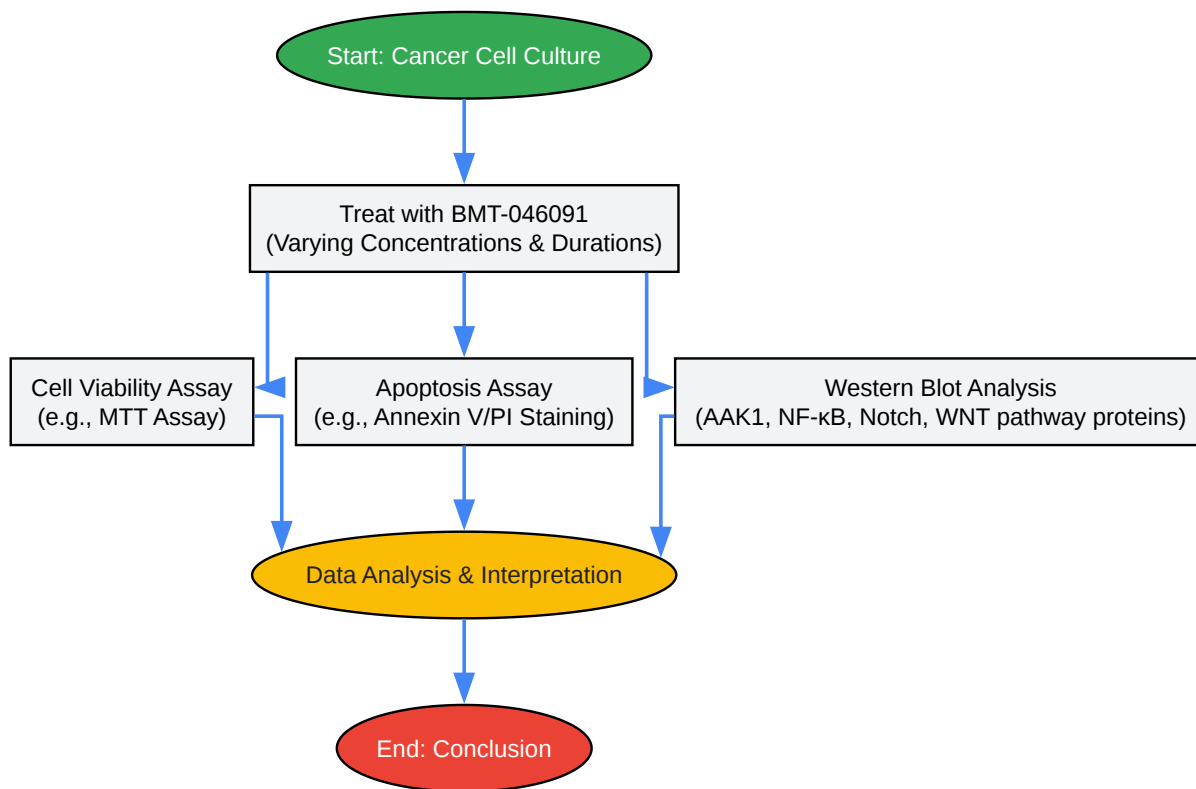 Start: Cancer Cell Culture
Treat with BMT-046091
(Varying Concentrations & Durations)
Cell Viability Assay
(e.g., MTT Assay)
Apoptosis Assay
(e.g., Annexin V/PI Staining)
Western Blot Analysis
(AAK1, NF-κB, Notch, WNT pathway proteins)
Data Analysis & Interpretation
End: Conclusion